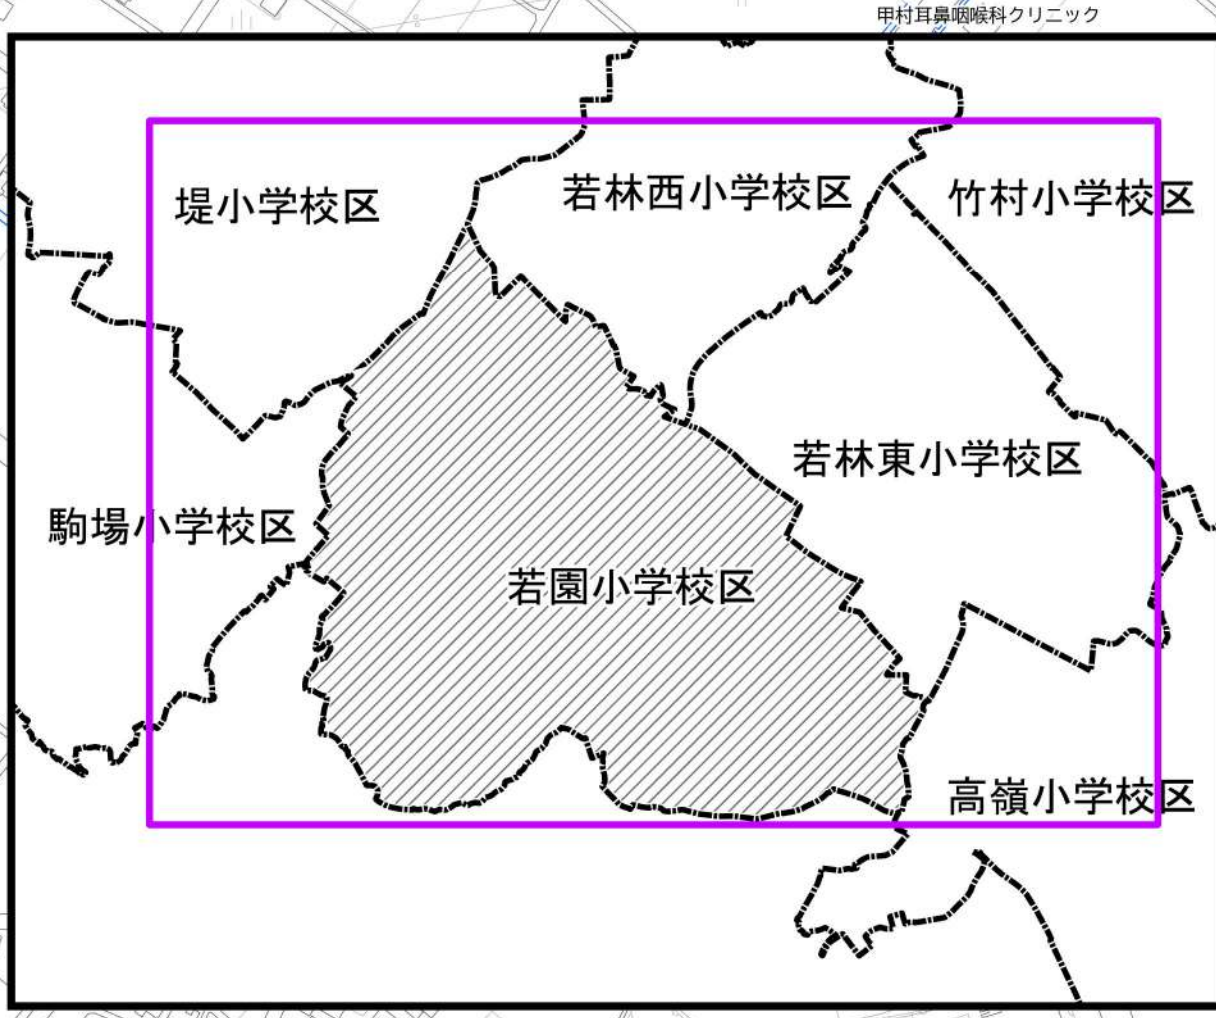 甲村耳鼻咽喉科クリニック
堤小学校区
若林西小学校区
竹村小学校区
若林東小学校区
駒場小学校区
若園小学校区
高嶺小学校区